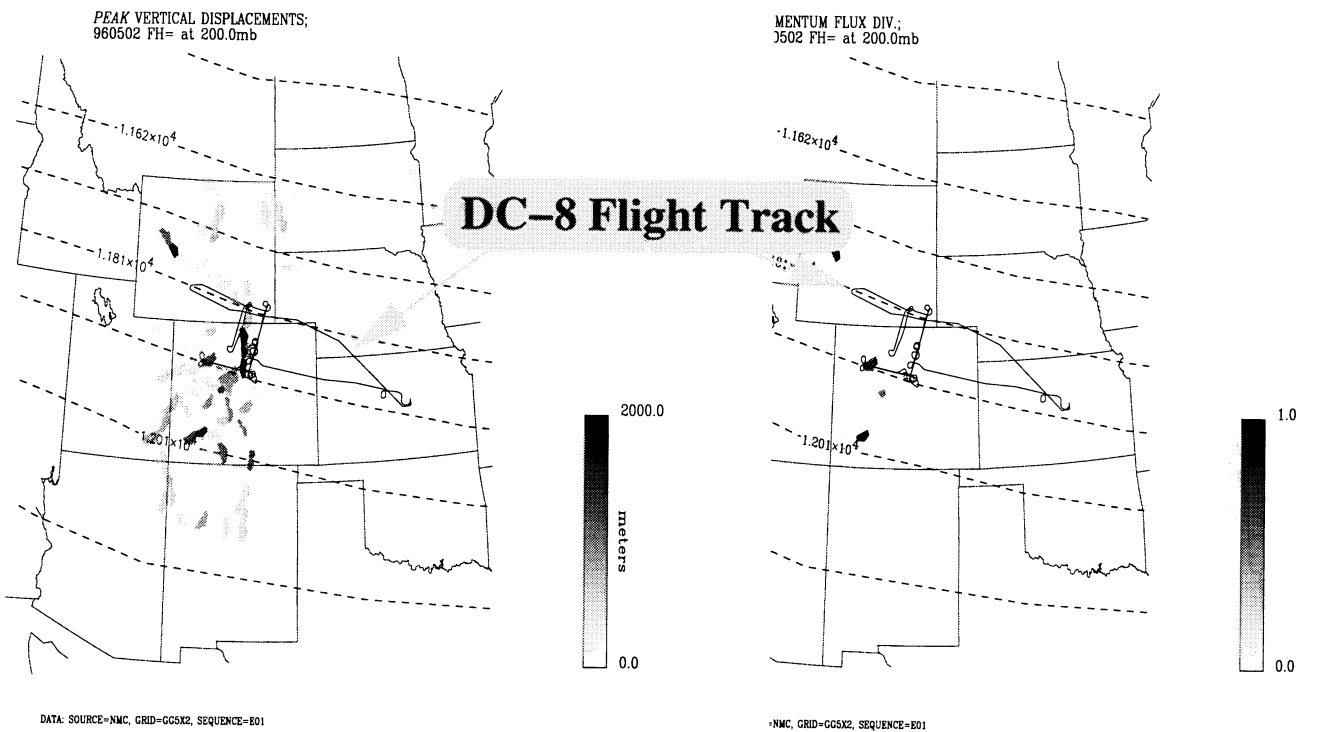 PEAK VERTICAL DISPLACEMENTS;
960502 FH= at 200.0mb
MENTUM FLUX DIV.;
0502 FH= at 200.0mb
1.162×10⁴
1.162×10⁴
DC–8 Flight Track
1.181×10⁴
1.201×10⁴
1.201×10⁴
2000.0
meters
0.0
1.0
0.0
DATA: SOURCE=NMC, GRID=GG5X2, SEQUENCE=E01
=NMC, GRID=GG5X2, SEQUENCE=E01